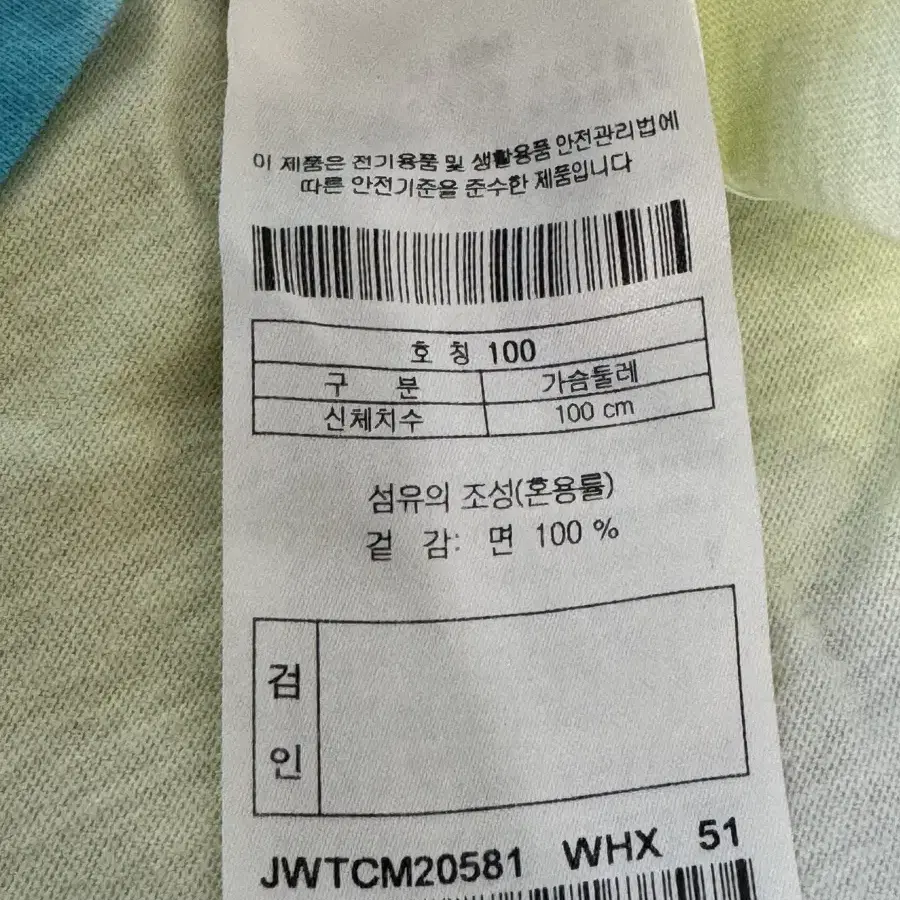 이 제품은 전기용품 및 생활용품 안전관리법에
따른 안전기준을 준수한 제품입니다
호 칭 100
구 분 가슴둘레
신체치수 100 cm
섬유의 조성(혼용률)
겉 감: 면 100 %
검
인
JWTCM20581 WHX 51